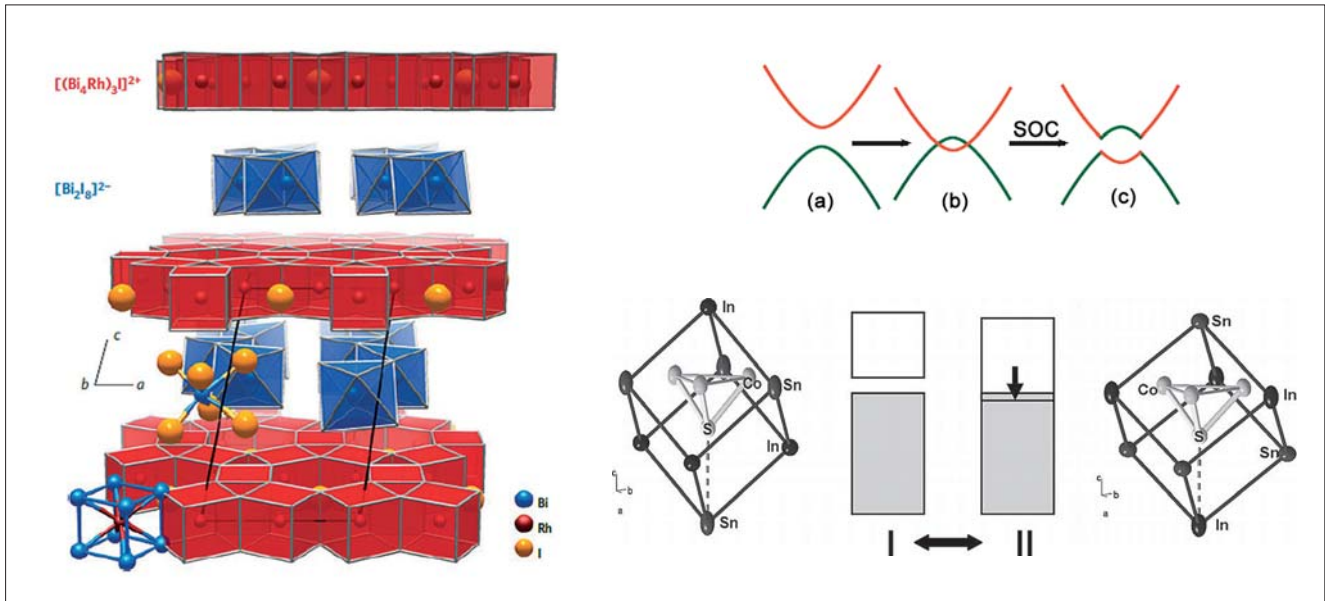 [(Bi₄Rh)₃I]²⁺
[Bi₂I₈]²⁻
c
b
a
Bi
Rh
I
SOC
(a)
(b)
(c)
In
Co
Sn
S
In
Sn
c
b
a
I
II
Sn
Co
In
S
Sn
In
c
b
a